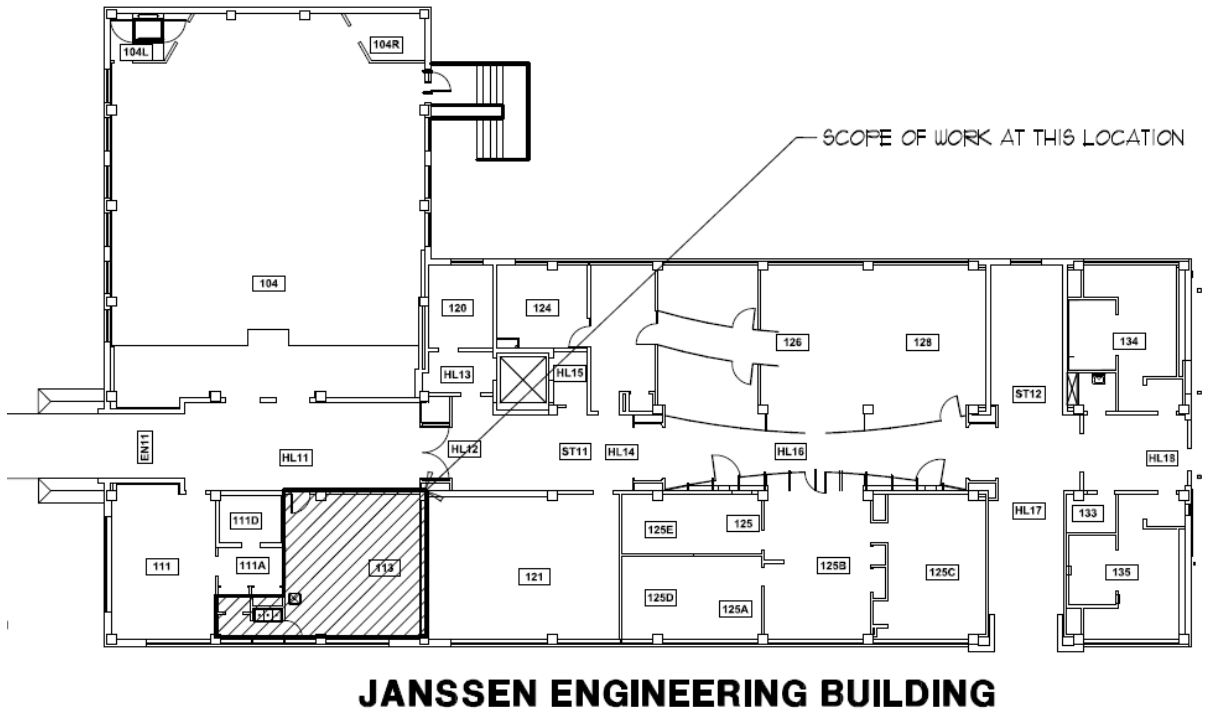 104L
104R
SCOPE OF WORK AT THIS LOCATION
104
120
124
126
128
134
HL13
HL15
ST12
EN11
HL11
HL12
ST11
HL14
HL16
HL18
111D
125E
125
HL17
133
111
111A
113
121
125D
125A
125B
125C
135
JANSSEN ENGINEERING BUILDING